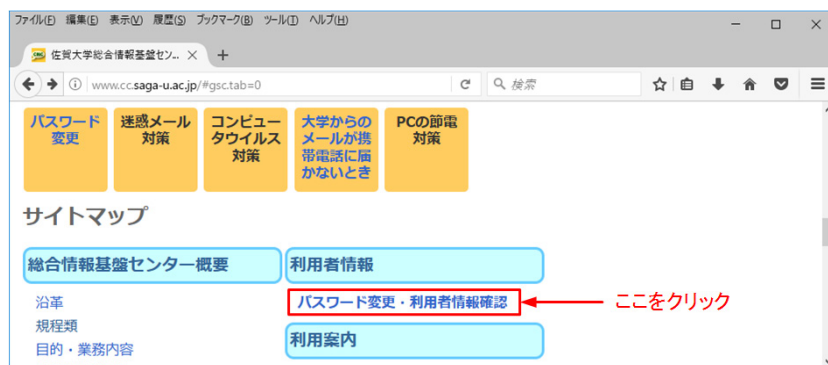 ファイル(F) 編集(E) 表示(V) 履歴(S) ブックマーク(B) ツール(T) ヘルプ(H)
佐賀大学総合情報基盤セン...
www.cc.saga-u.ac.jp/#gsc.tab=0
検索
パスワード
変更
迷惑メール
対策
コンピュー
タウイルス
対策
大学からの
メールが携
帯電話に届
かないとき
PCの節電
対策
サイトマップ
総合情報基盤センター概要
利用者情報
沿革
パスワード変更・利用者情報確認
ここをクリック
規程類
利用案内
目的・業務内容